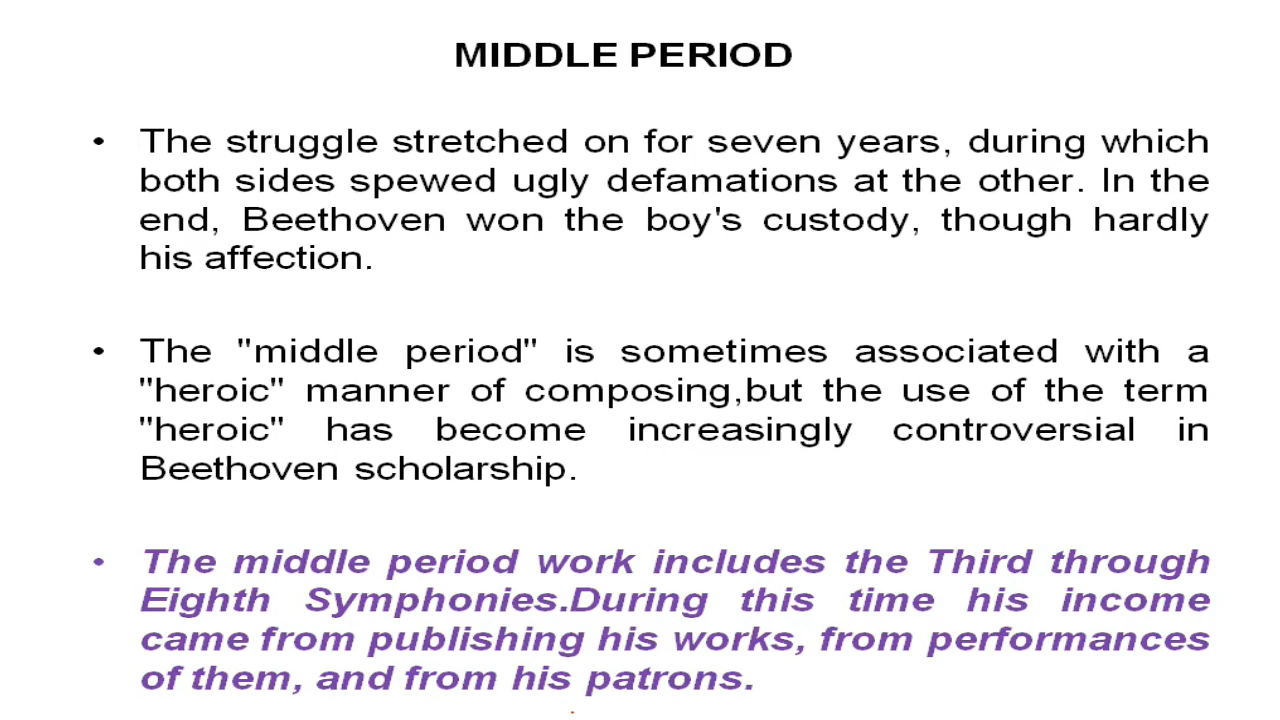 MIDDLE PERIOD
• The struggle stretched on for seven years, during which
both sides spewed ugly defamations at the other. In the
end, Beethoven won the boy's custody, though hardly
his affection.
• The "middle period" is sometimes associated with a
"heroic" manner of composing,but the use of the term
"heroic" has become increasingly controversial in
Beethoven scholarship.
• The middle period work includes the Third through
Eighth Symphonies.During this time his income
came from publishing his works, from performances
of them, and from his patrons.